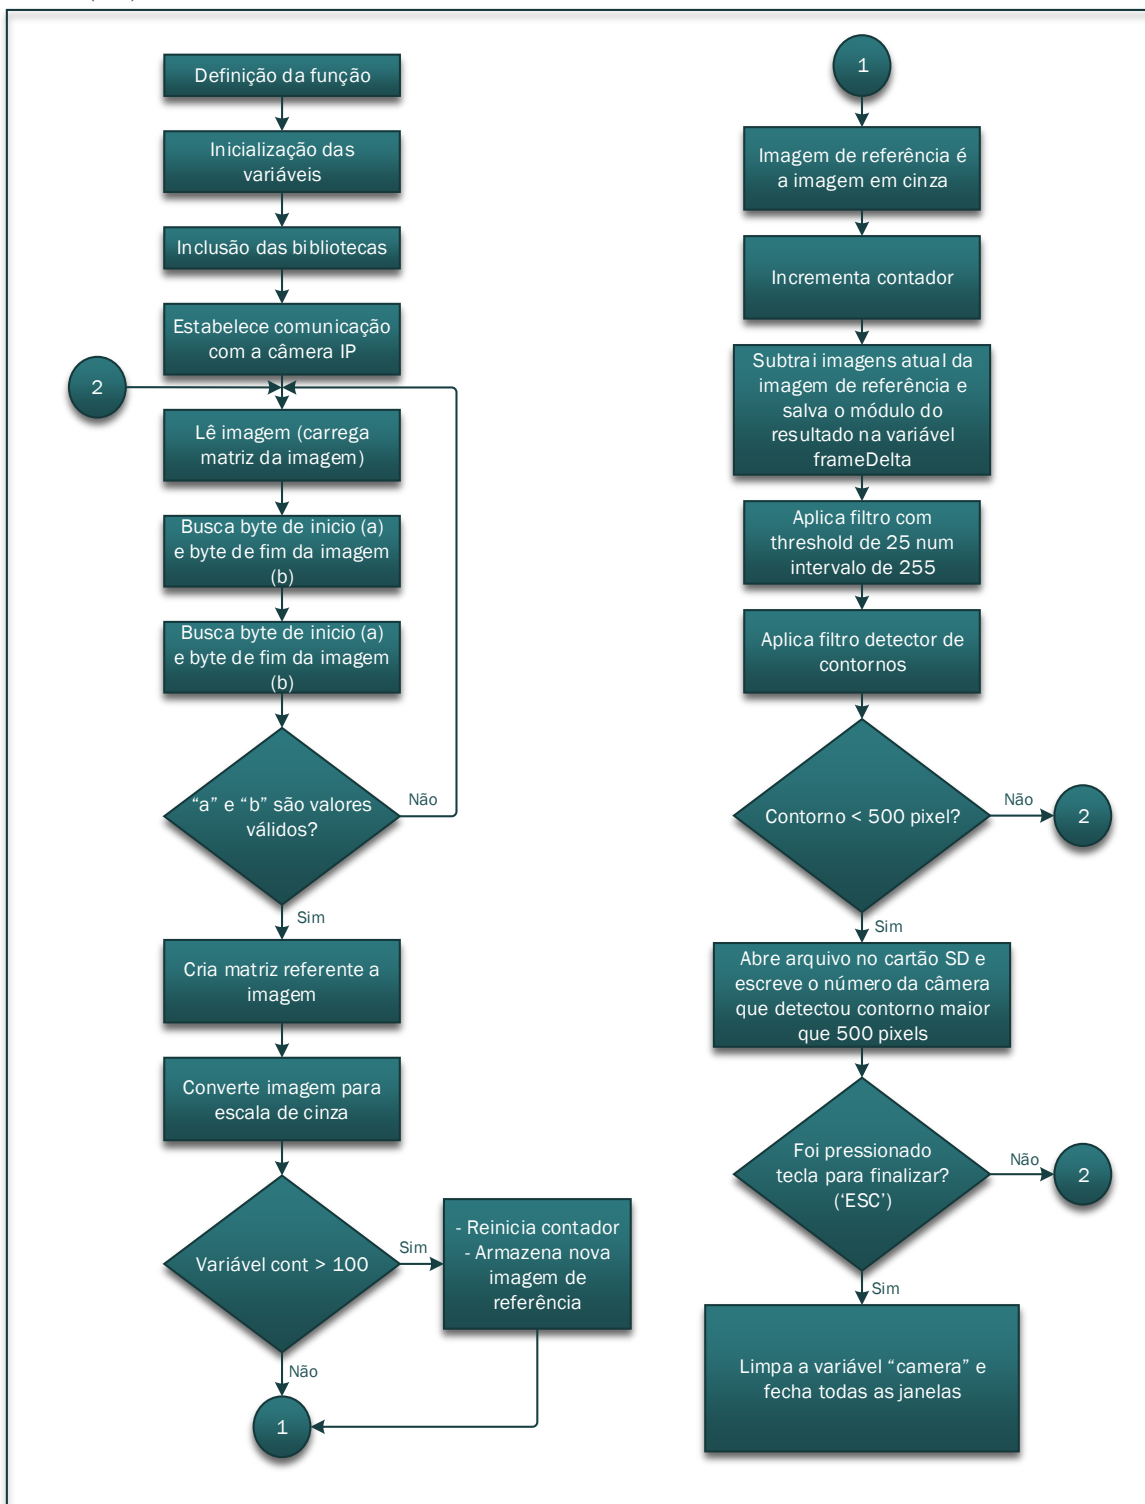 Definição da função
Inicialização das
variáveis
Inclusão das bibliotecas
Estabelece comunicação
com a câmera IP
2
Lê imagem (carrega
matriz da imagem)
Busca byte de inicio (a)
e byte de fim da imagem
(b)
Busca byte de inicio (a)
e byte de fim da imagem
(b)
“a” e “b” são valores
válidos?
Não
Sim
Cria matriz referente a
imagem
Converte imagem para
escala de cinza
Variável cont > 100
Sim
- Reinicia contador
- Armazena nova
imagem de
referência
Não
1
1
Imagem de referência é
a imagem em cinza
Incrementa contador
Subtrai imagens atual da
imagem de referência e
salva o módulo do
resultado na variável
frameDelta
Aplica filtro com
threshold de 25 num
intervalo de 255
Aplica filtro detector de
contornos
Contorno < 500 pixel?
Não
2
Sim
Abre arquivo no cartão SD e
escreve o número da câmera
que detectou contorno maior
que 500 pixels
Foi pressionado
tecla para finalizar?
(‘ESC’)
Não
2
Sim
Limpa a variável “camera” e
fecha todas as janelas